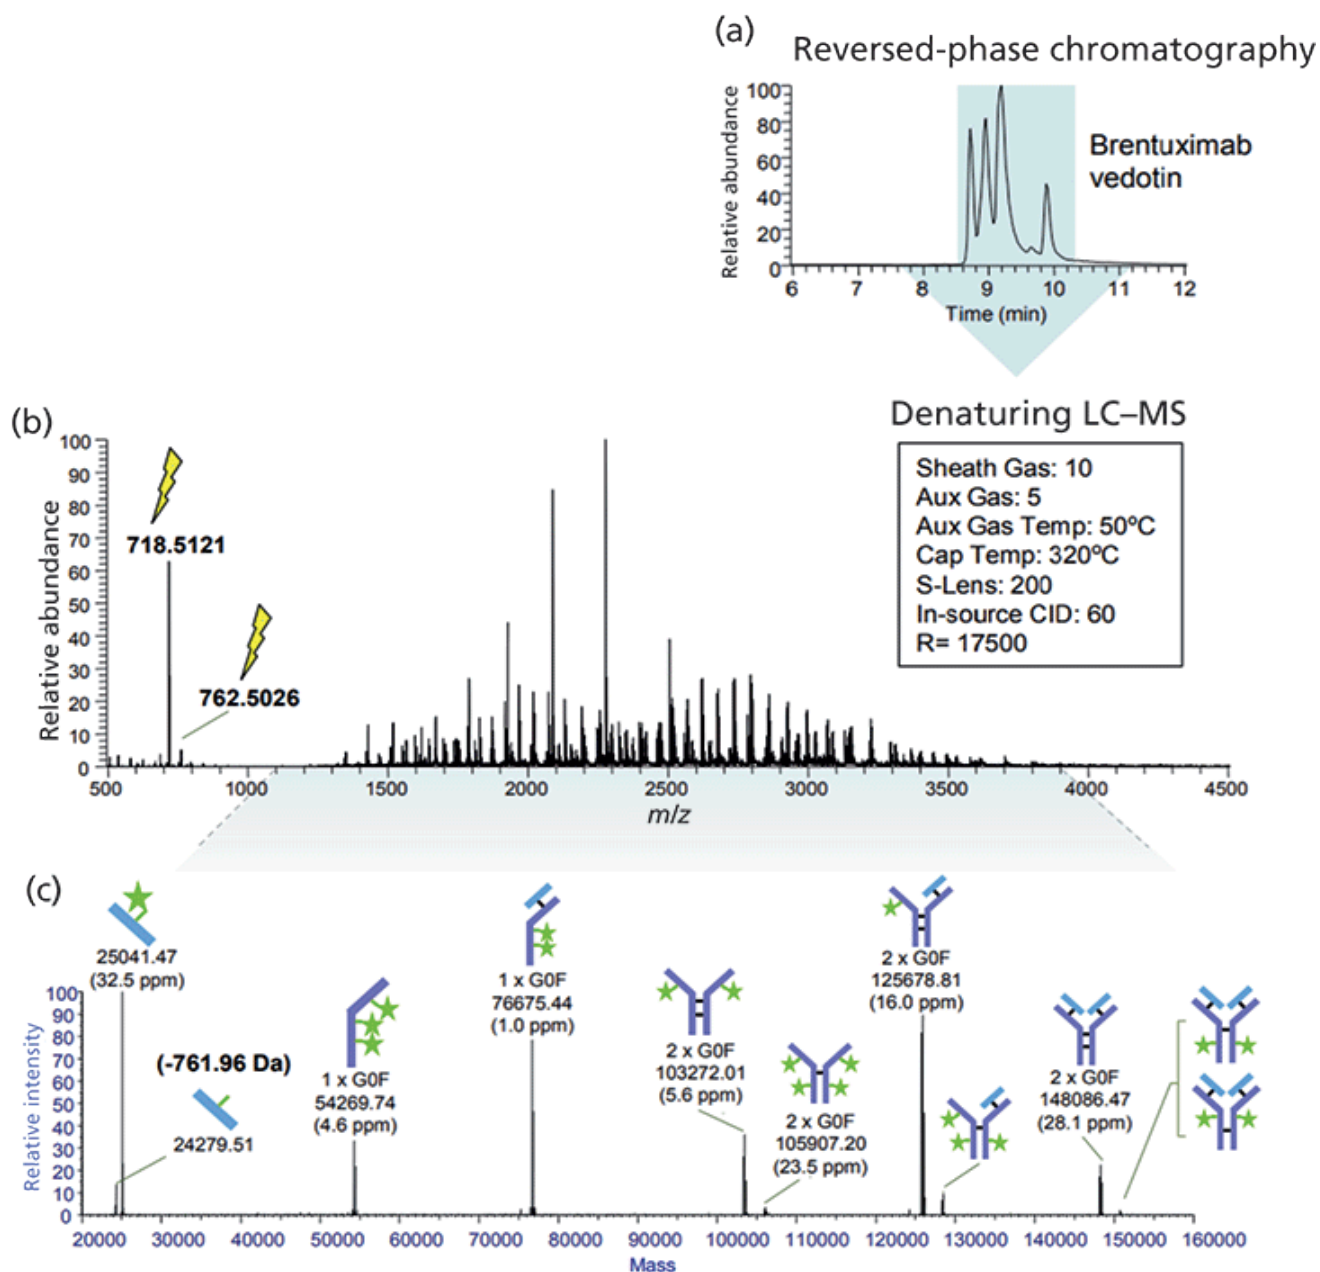 (a)
Reversed-phase chromatography
Relative abundance
100
80
60
40
20
0
6 7 8 9 10 11 12
Time (min)
Brentuximab
vedotin
(b)
Denaturing LC–MS
Sheath Gas: 10
Aux Gas: 5
Aux Gas Temp: 50ºC
Cap Temp: 320ºC
S-Lens: 200
In-source CID: 60
R= 17500
Relative abundance
100
90
80
70
60
50
40
30
20
10
0
718.5121
762.5026
500 1000 1500 2000 2500 3000 3500 4000 4500
m/z
(c)
Relative intensity
100
90
80
70
60
50
40
30
20
10
0
25041.47
(32.5 ppm)
(-761.96 Da)
24279.51
1 x G0F
54269.74
(4.6 ppm)
1 x G0F
76675.44
(1.0 ppm)
2 x G0F
103272.01
(5.6 ppm)
2 x G0F
105907.20
(23.5 ppm)
2 x G0F
125678.81
(16.0 ppm)
2 x G0F
148086.47
(28.1 ppm)
20000 30000 40000 50000 60000 70000 80000 90000 100000 110000 120000 130000 140000 150000 160000
Mass